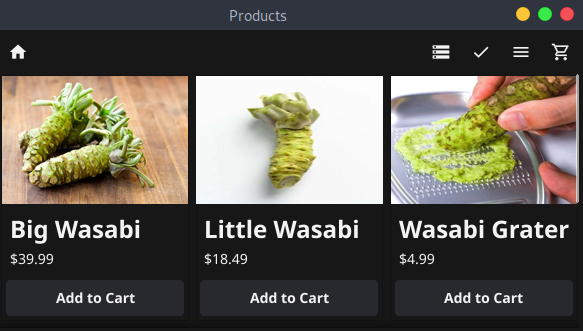 Products
Big Wasabi
$39.99
Add to Cart
Little Wasabi
$18.49
Add to Cart
Wasabi Grater
$4.99
Add to Cart